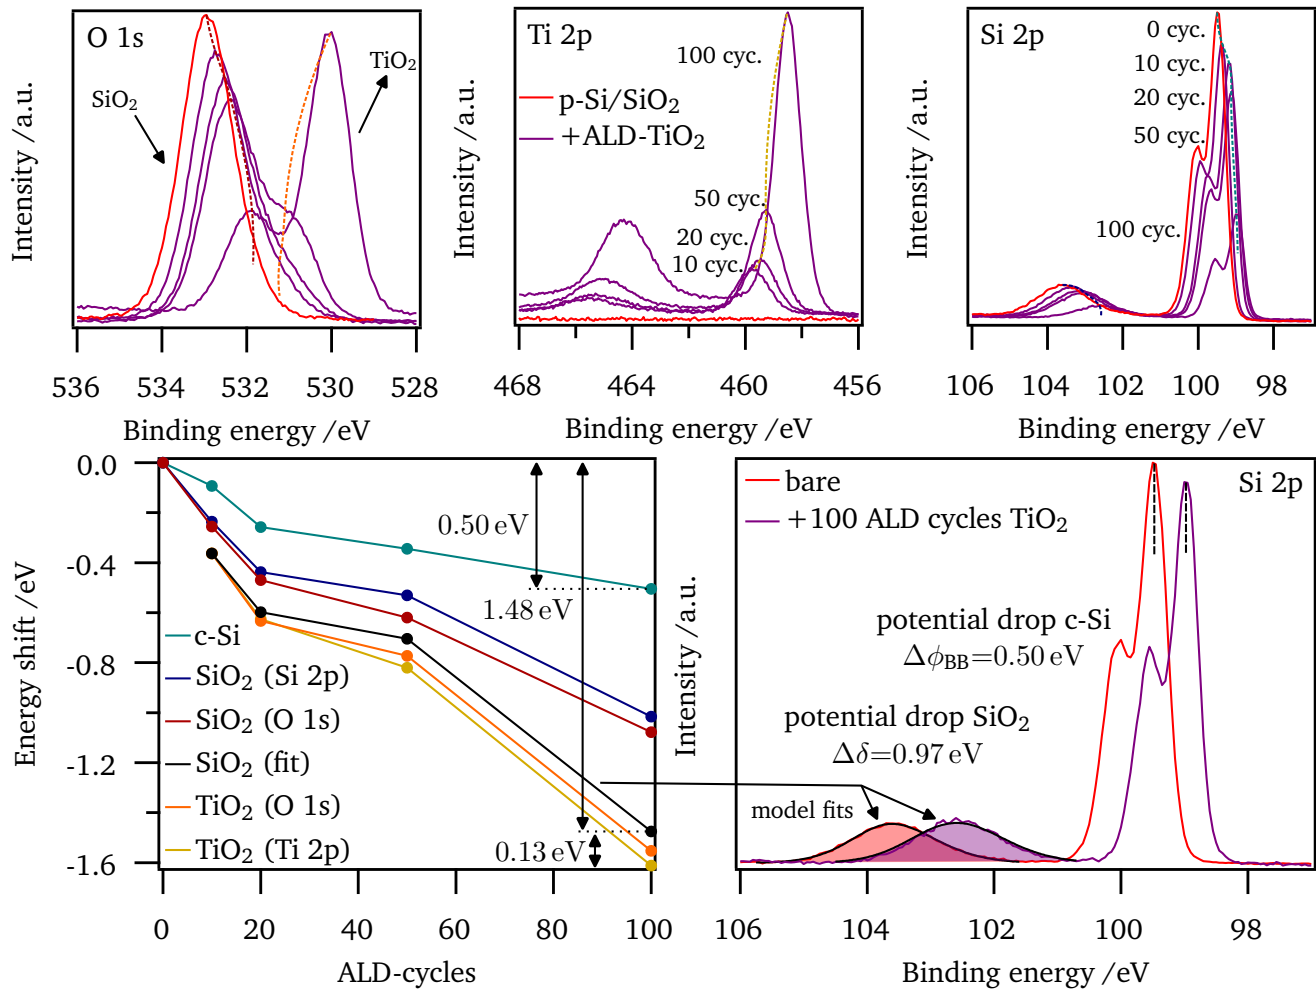 O 1s
SiO₂
TiO₂
Intensity /a.u.
536 534 532 530 528
Binding energy /eV
Ti 2p
100 cyc.
p-Si/SiO₂
+ALD-TiO₂
50 cyc.
20 cyc.
10 cyc.
Intensity /a.u.
468 464 460 456
Binding energy /eV
Si 2p
0 cyc.
10 cyc.
20 cyc.
50 cyc.
100 cyc.
Intensity /a.u.
106 104 102 100 98
Binding energy /eV
0.0
-0.4
-0.8
-1.2
-1.6
Energy shift /eV
0.50 eV
1.48 eV
0.13 eV
c-Si
SiO₂ (Si 2p)
SiO₂ (O 1s)
SiO₂ (fit)
TiO₂ (O 1s)
TiO₂ (Ti 2p)
0 20 40 60 80 100
ALD-cycles
bare
+100 ALD cycles TiO₂
Si 2p
potential drop c-Si
Δϕ_BB=0.50 eV
potential drop SiO₂
Δδ=0.97 eV
model fits
Intensity /a.u.
106 104 102 100 98
Binding energy /eV